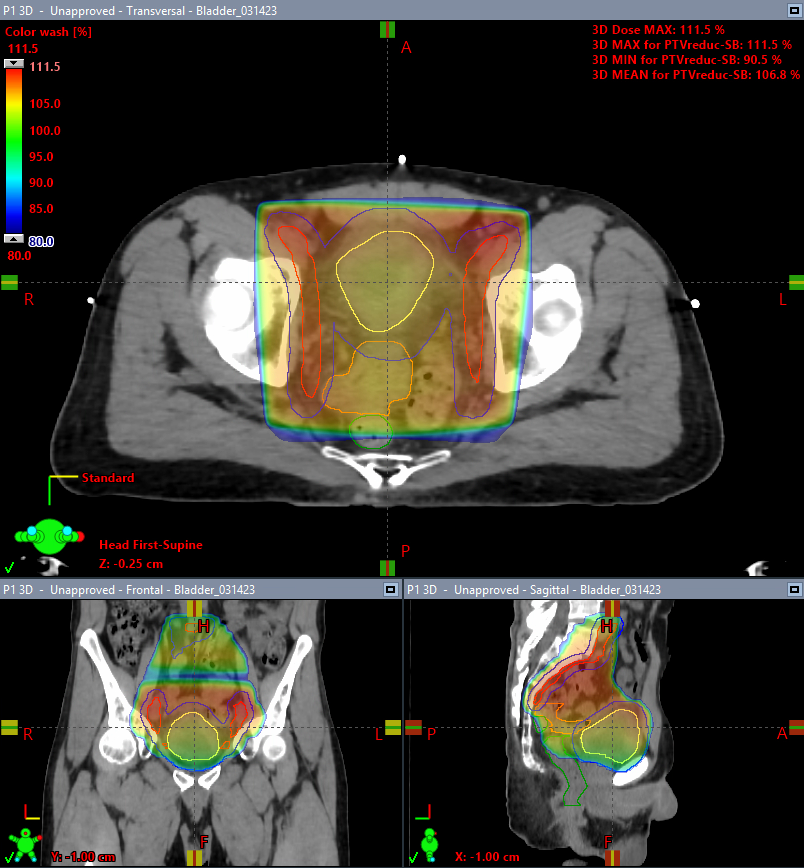 P1 3D - Unapproved - Transversal - Bladder_031423
Color wash [%]
111.5
111.5
105.0
100.0
95.0
90.0
85.0
80.0
80.0
3D Dose MAX: 111.5 %
3D MAX for PTVreduc-SB: 111.5 %
3D MIN for PTVreduc-SB: 90.5 %
3D MEAN for PTVreduc-SB: 106.8 %
A
R
L
P
Standard
Head First-Supine
Z: -0.25 cm
P1 3D - Unapproved - Frontal - Bladder_031423
H
R
L
F
Y: -1.00 cm
P1 3D - Unapproved - Sagittal - Bladder_031423
H
P
A
F
X: -1.00 cm